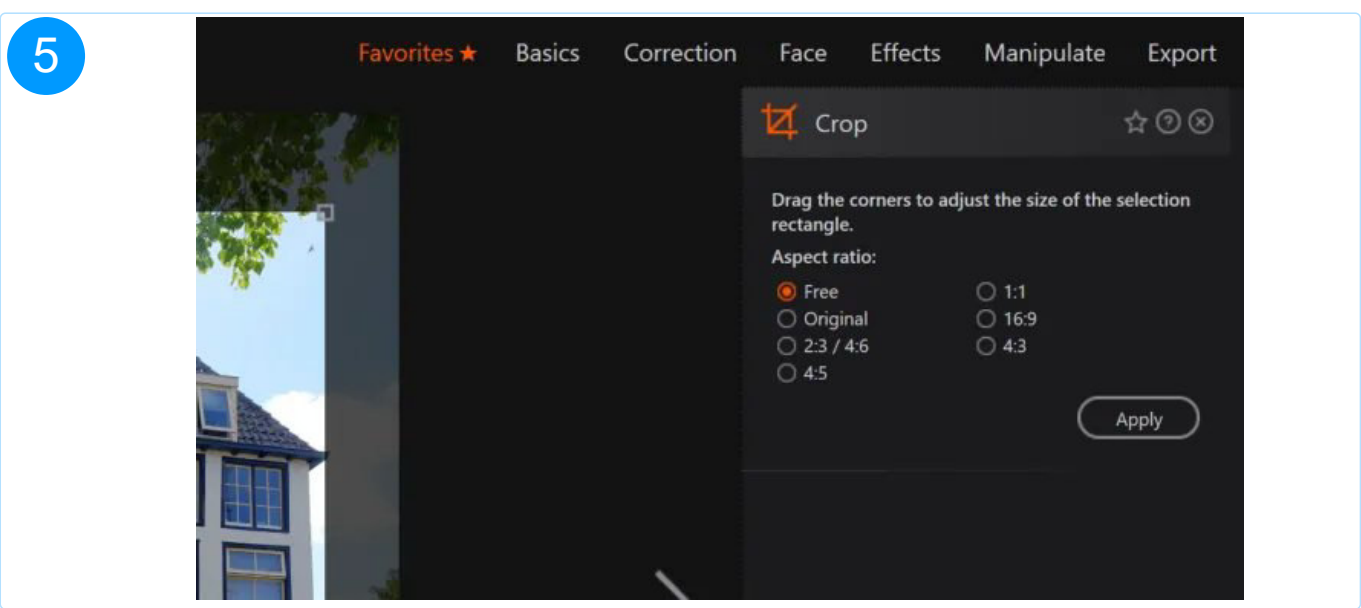 5
Favorites ★ Basics Correction Face Effects Manipulate Export
Crop
Drag the corners to adjust the size of the selection
rectangle.
Aspect ratio:
Free 1:1
Original 16:9
2:3 / 4:6 4:3
4:5
Apply